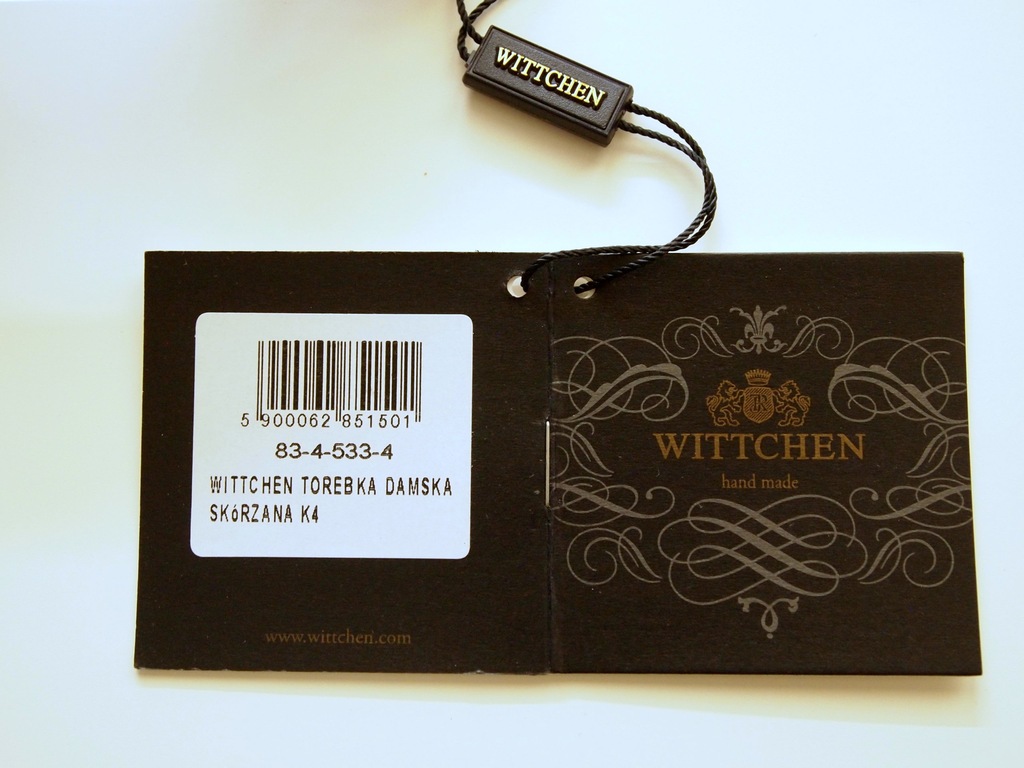 WITTCHEN
5 900062 851501
83-4-533-4
WITTCHEN TOREBKA DAMSKA
SKóRZANA K4
www.wittchen.com
WITTCHEN
hand made